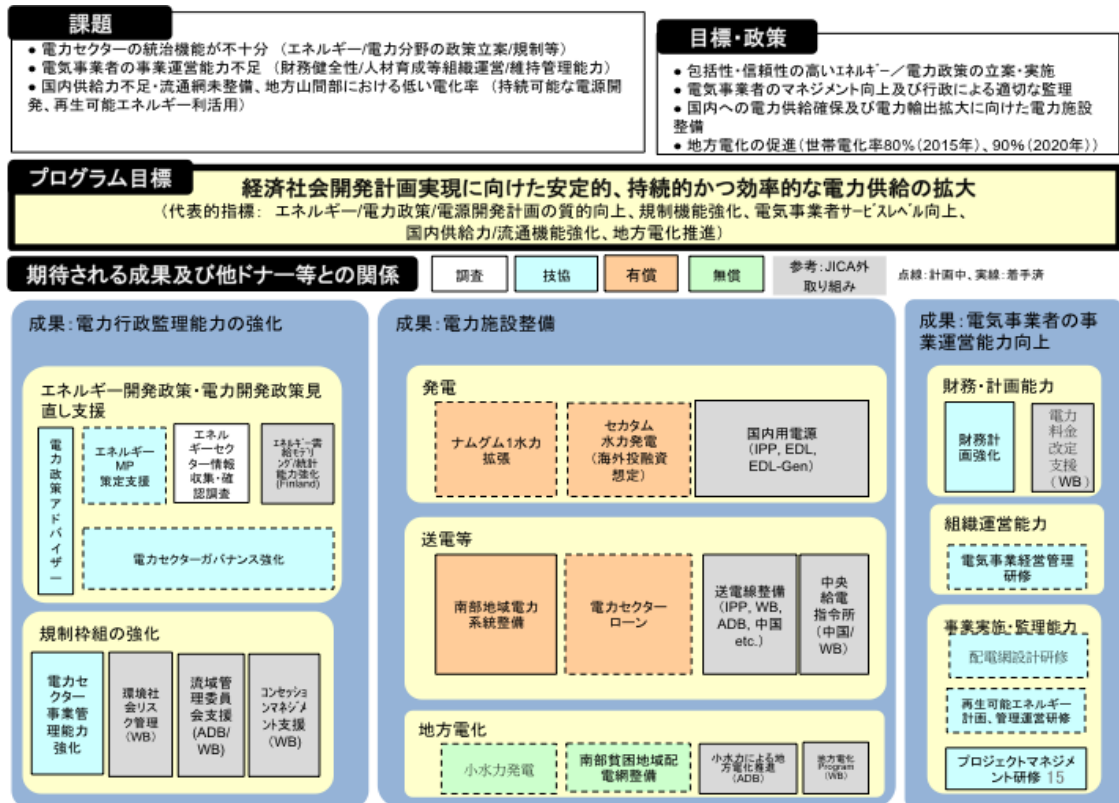 課題
● 電力セクターの統治機能が不十分 （エネルギー/電力分野の政策立案/規制等）
● 電気事業者の事業運営能力不足 （財務健全性/人材育成等組織運営/維持管理能力）
● 国内供給力不足・流通網未整備、地方山間部における低い電化率 （持続可能な電源開
発、再生可能エネルギー利活用）
目標・政策
● 包括性・信頼性の高いエネルギー／電力政策の立案・実施
● 電気事業者のマネジメント向上及び行政による適切な監理
● 国内への電力供給確保及び電力輸出拡大に向けた電力施設
整備
● 地方電化の促進（世帯電化率80%（2015年）、90%（2020年））
プログラム目標
経済社会開発計画実現に向けた安定的、持続的かつ効率的な電力供給の拡大
（代表的指標： エネルギー/電力政策/電源開発計画の質的向上、規制機能強化、電気事業者サービスレベル向上、
国内供給力/流通機能強化、地方電化推進）
期待される成果及び他ドナー等との関係
調査
技協
有償
無償
参考：JICA外
取り組み
点線：計画中、実線：着手済
成果：電力行政監理能力の強化
エネルギー開発政策・電力開発政策見
直し支援
電力政策アドバイザー
エネルギー
MP
策定支援
エネル
ギーセク
ター情報
収集・確
認調査
エネルギー需
給モデリ
ング/統計
能力強化
(Finland)
電力セクターガバナンス強化
規制枠組の強化
電力セ
クター
事業管
理能力
強化
環境社
会リス
ク管理
（WB）
流域管
理委員
会支援
(ADB/
WB)
コンセッショ
ンマネジメ
ント支援
（WB）
成果：電力施設整備
発電
ナムグム1水力
拡張
セカタム
水力発電
（海外投融資
想定）
国内用電源
(IPP, EDL,
EDL-Gen)
送電等
南部地域電力
系統整備
電力セクター
ローン
送電線整備
（IPP, WB,
ADB, 中国
etc.）
中央
給電
指令所
（中国/
WB）
地方電化
小水力発電
南部貧困地域配
電網整備
小水力による地
方電化推進
（ADB）
地方電化
Program
（WB）
成果：電気事業者の事
業運営能力向上
財務・計画能力
財務計
画強化
電力
料金
改定
支援
（WB）
組織運営能力
電気事業経営管理
研修
事業実施・監理能力
配電網設計研修
再生可能エネルギー
計画、管理運営研修
プロジェクトマネジメ
ント研修 15